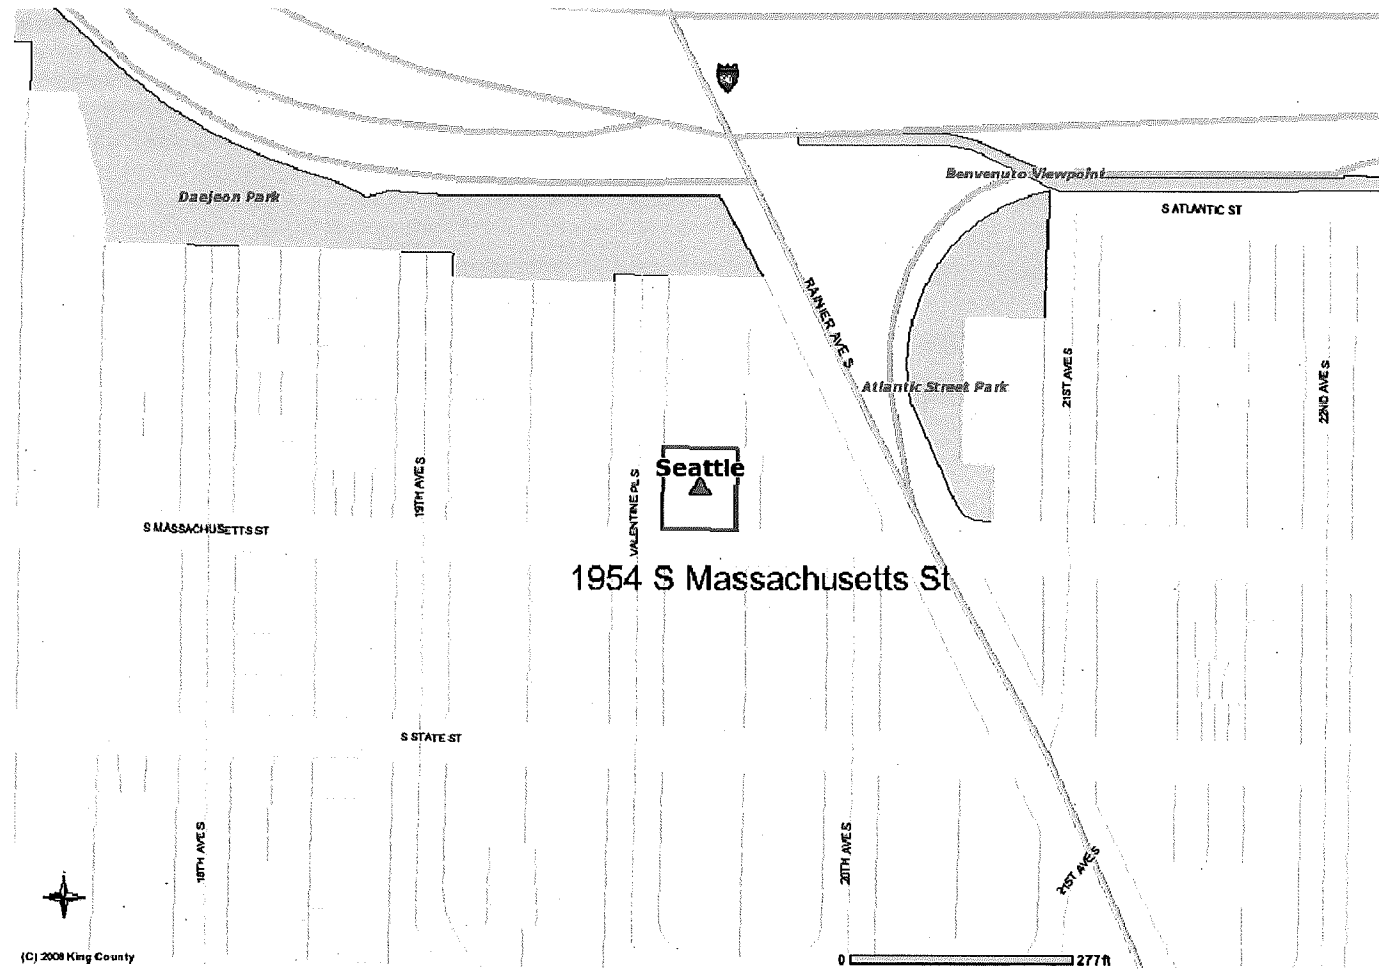 90
Daejeon Park
Benvenuto Viewpoint
S ATLANTIC ST
RAINIER AVE S
Atlantic Street Park
21ST AVE S
22ND AVE S
19TH AVE S
Seattle
VALENTINE PL S
S MASSACHUSETTS ST
1954 S Massachusetts St
S STATE ST
18TH AVE S
20TH AVE S
21ST AVE S
(C) 2008 King County
0
277ft